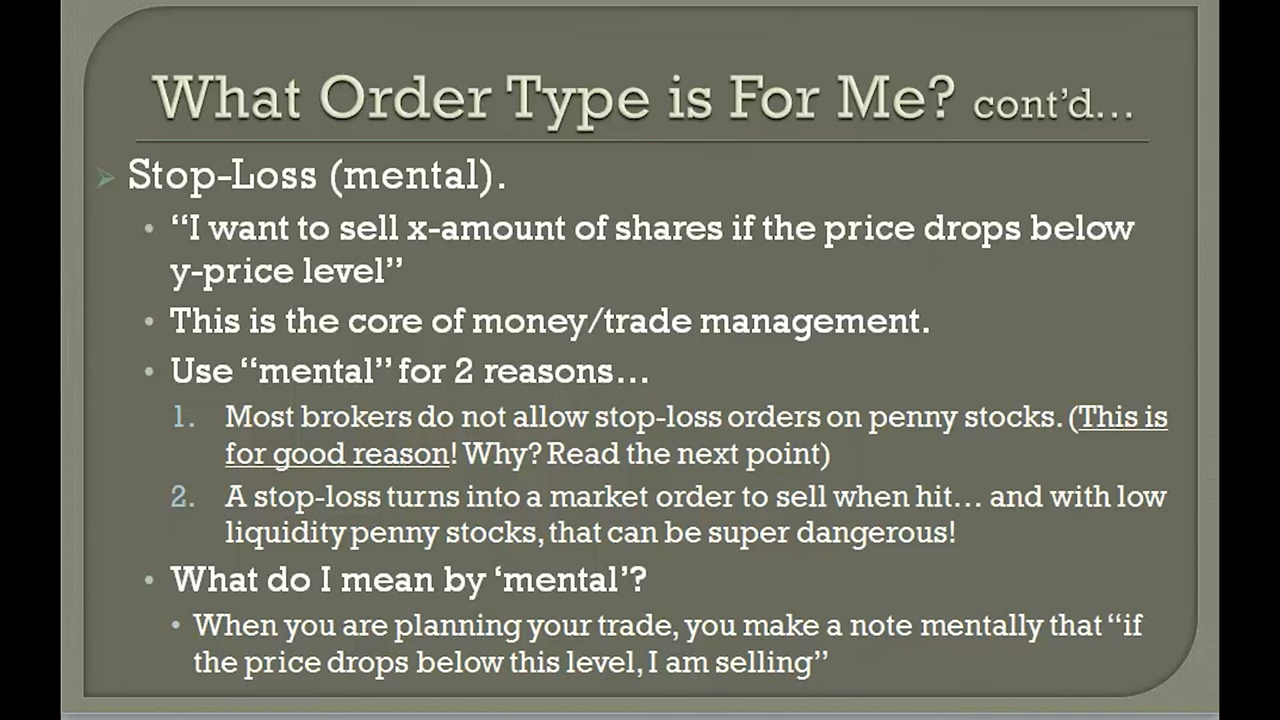 What Order Type is For Me? cont’d…
Stop-Loss (mental).
“I want to sell x-amount of shares if the price drops below
y-price level”
This is the core of money/trade management.
Use “mental” for 2 reasons…
1. Most brokers do not allow stop-loss orders on penny stocks. (This is
for good reason! Why? Read the next point)
2. A stop-loss turns into a market order to sell when hit… and with low
liquidity penny stocks, that can be super dangerous!
What do I mean by ‘mental’?
When you are planning your trade, you make a note mentally that “if
the price drops below this level, I am selling”